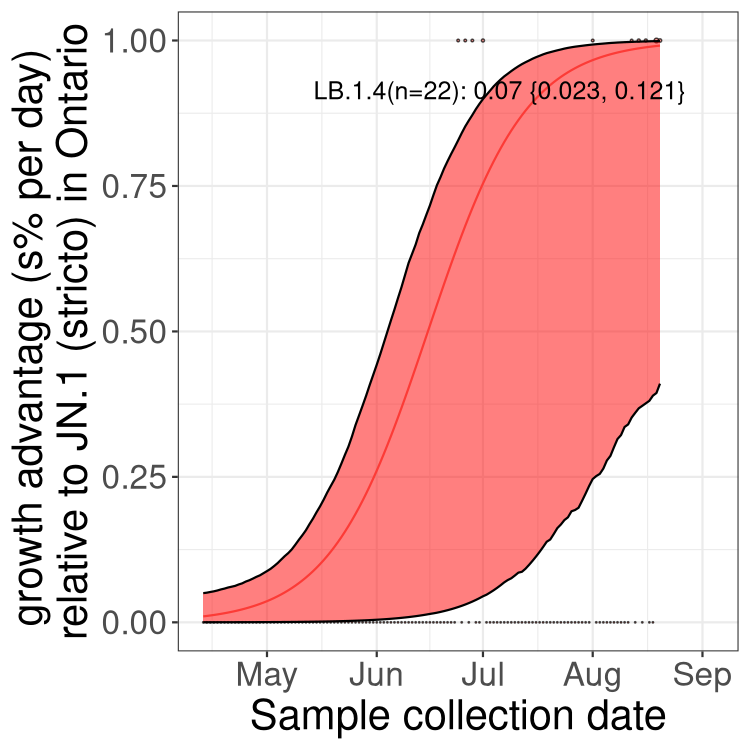 growth advantage (s% per day)
relative to JN.1 (stricto) in Ontario
1.00
0.75
0.50
0.25
0.00
LB.1.4(n=22): 0.07 {0.023, 0.121}
May Jun Jul Aug Sep
Sample collection date